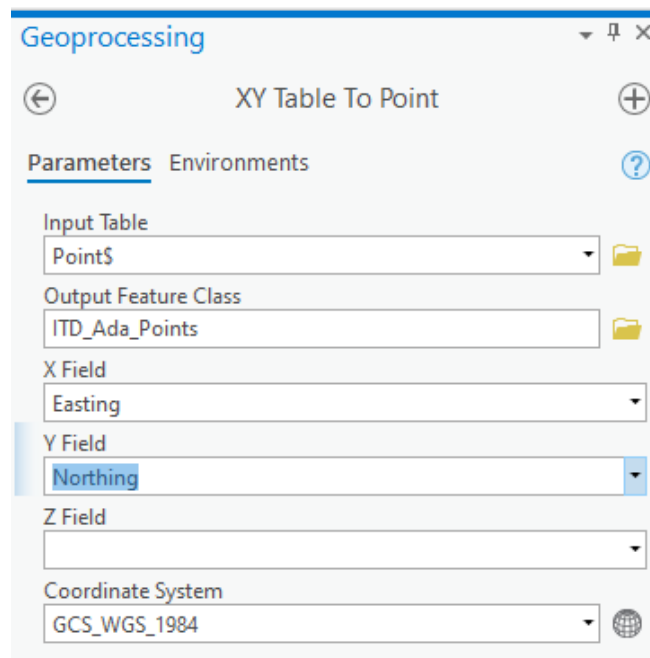 Geoprocessing
XY Table To Point
Parameters Environments
Input Table
Point$
Output Feature Class
ITD_Ada_Points
X Field
Easting
Y Field
Northing
Z Field
Coordinate System
GCS_WGS_1984